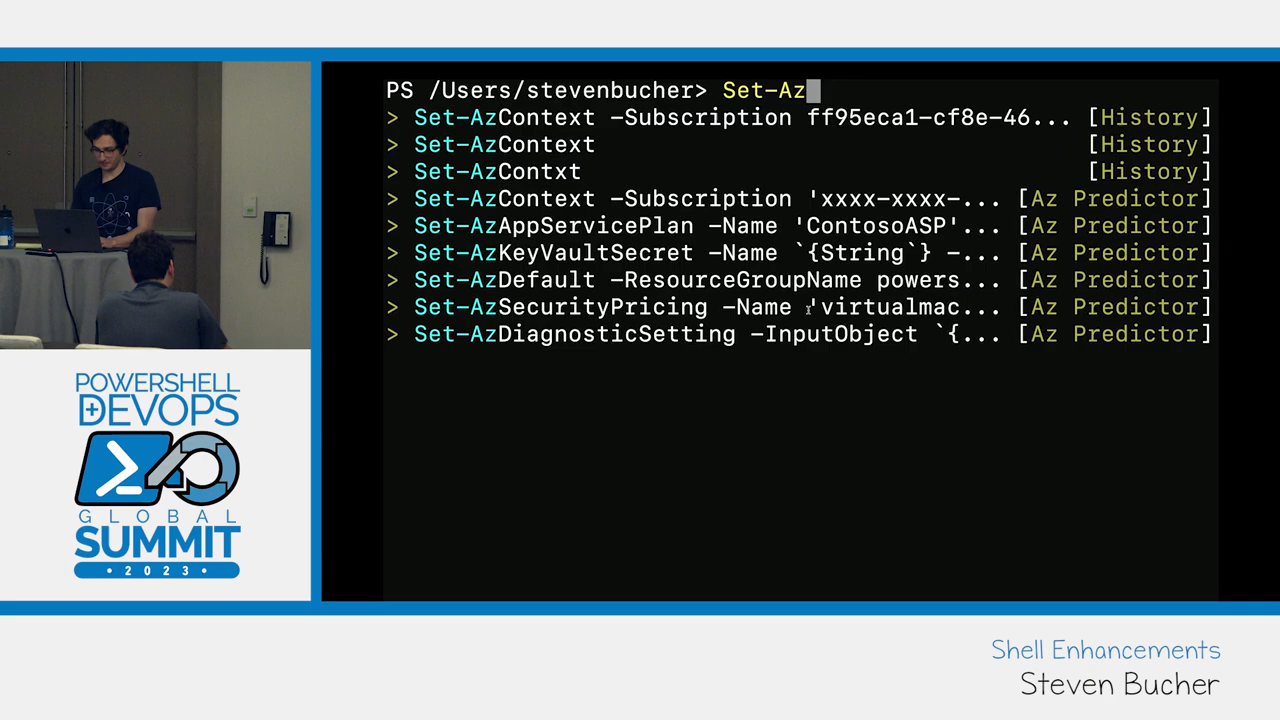 PS /Users/stevenbucher> Set-Az
> Set-AzContext -Subscription ff95eca1-cf8e-46... [History]
> Set-AzContext [History]
> Set-AzContxt [History]
> Set-AzContext -Subscription 'xxxx-xxxx-... [Az Predictor]
> Set-AzAppServicePlan -Name 'ContosoASP'... [Az Predictor]
> Set-AzKeyVaultSecret -Name `{String`} -... [Az Predictor]
> Set-AzDefault -ResourceGroupName powers... [Az Predictor]
> Set-AzSecurityPricing -Name 'virtualmac... [Az Predictor]
> Set-AzDiagnosticSetting -InputObject `{... [Az Predictor]
POWERSHELL
+DEVOPS
GLOBAL
SUMMIT
• 2023 •
Shell Enhancements
Steven Bucher